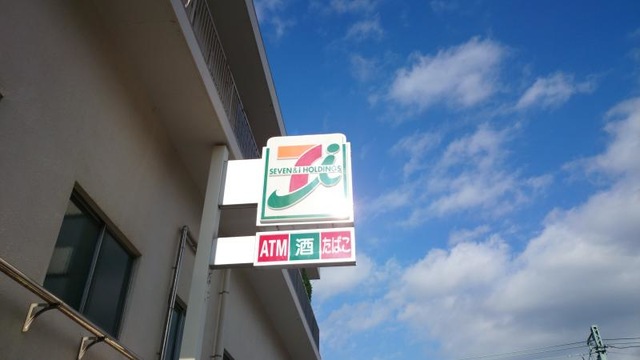 SEVEN & i HOLDINGS
ATM 酒 たばこ